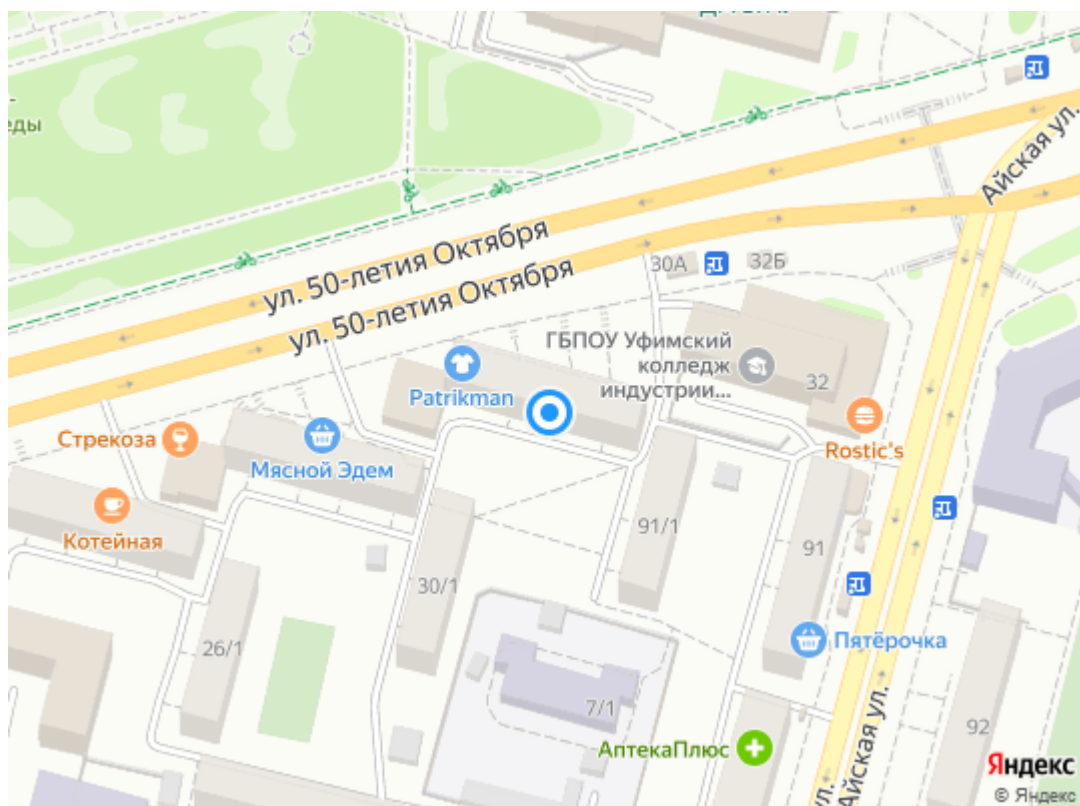 еды
Айская ул.
ул. 50-летия Октября
ул. 50-летия Октября
30А
32Б
ГБПОУ Уфимский
колледж
индустрии...
32
Patrikman
Rostic's
Стрекоза
Мясной Эдем
Котейная
91/1
91
30/1
26/1
Пятёрочка
7/1
АптекаПлюс
92
Айская ул.
ул.
Яндекс
© Яндекс